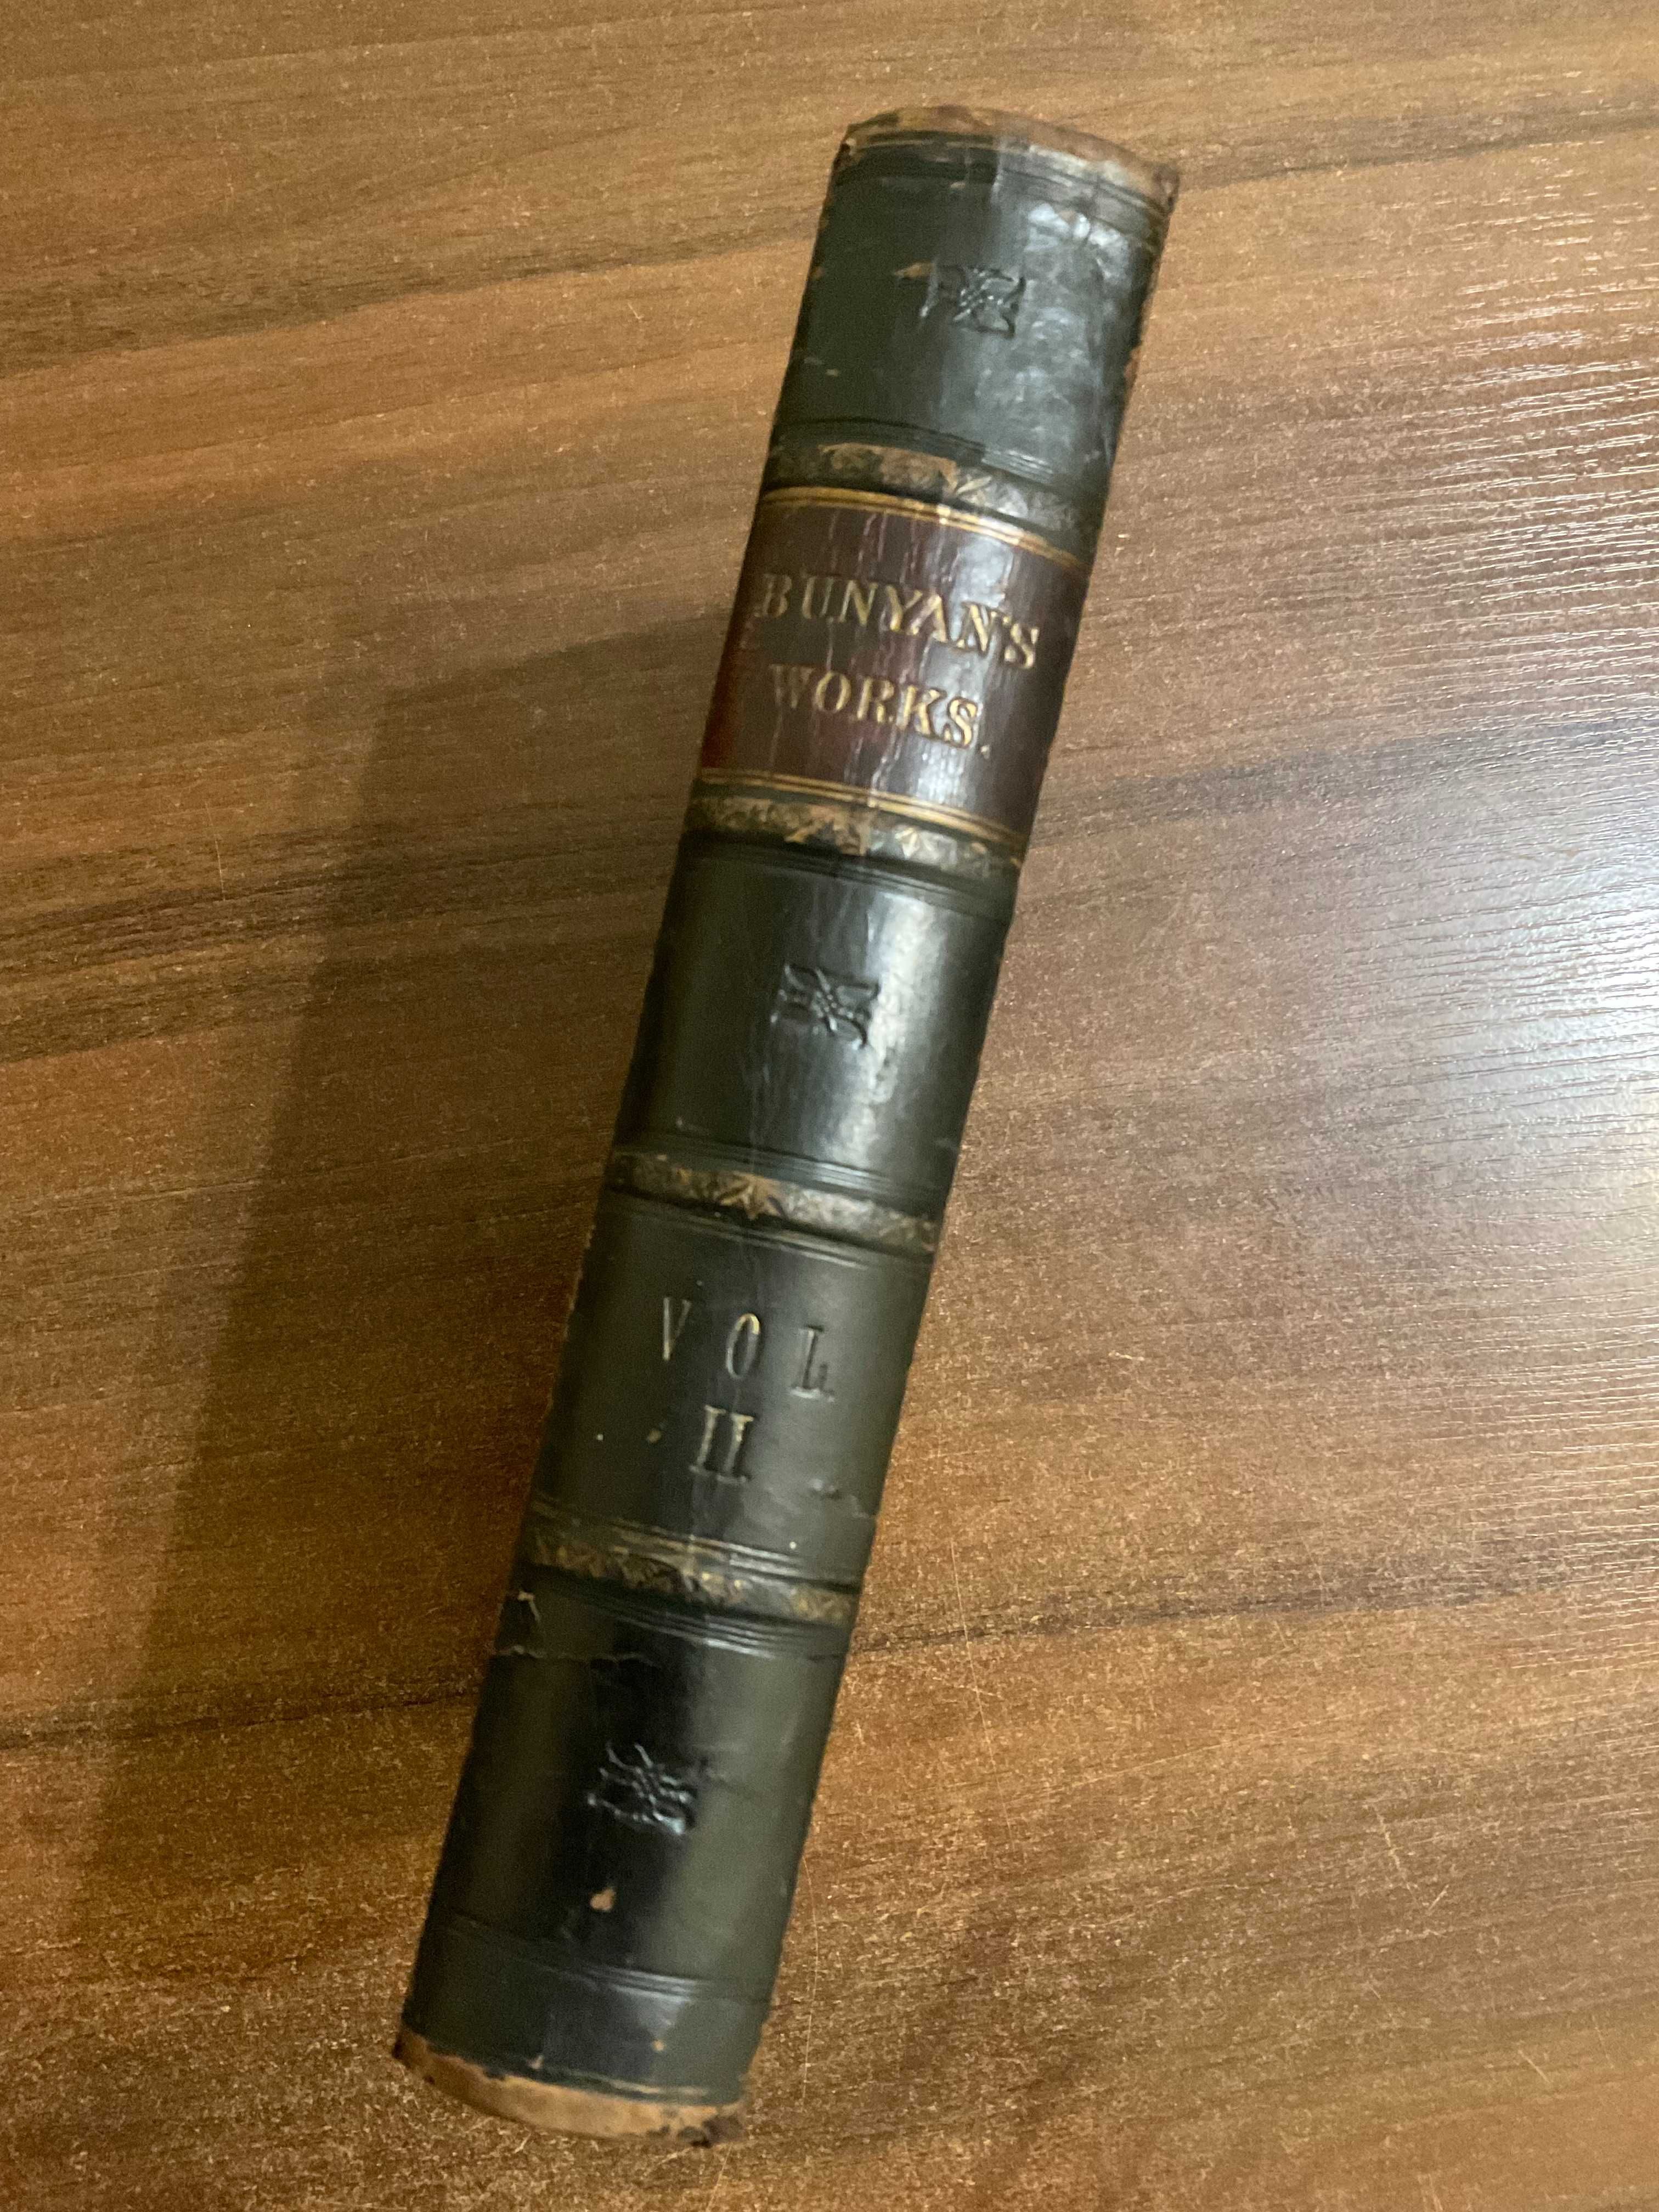 BUNYAN'S
WORKS.
VOL.
II.